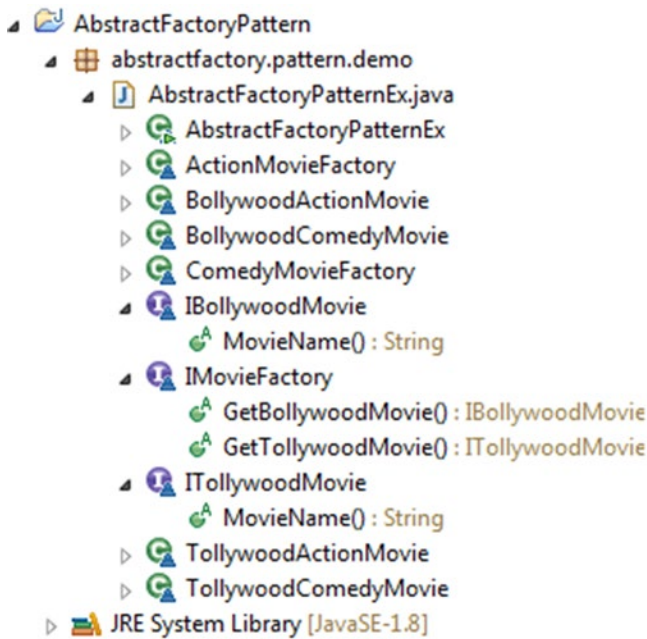 AbstractFactoryPattern
abstractfactory.pattern.demo
AbstractFactoryPatternEx.java
AbstractFactoryPatternEx
ActionMovieFactory
BollywoodActionMovie
BollywoodComedyMovie
ComedyMovieFactory
IBollywoodMovie
MovieName() : String
IMovieFactory
GetBollywoodMovie() : IBollywoodMovie
GetTollywoodMovie() : ITollywoodMovie
ITollywoodMovie
MovieName() : String
TollywoodActionMovie
TollywoodComedyMovie
JRE System Library [JavaSE-1.8]